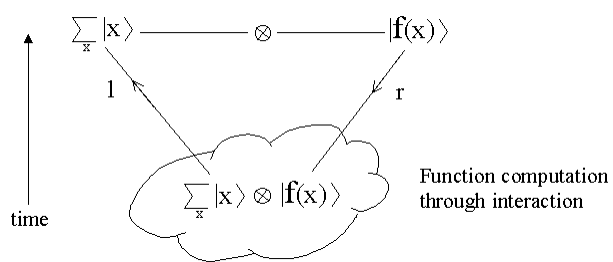 ∑x |x⟩ ⊗ |f(x)⟩
l r
∑x |x⟩ ⊗ |f(x)⟩
Function computation
through interaction
time